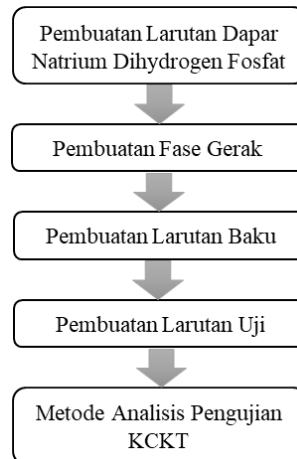 Pembuatan Larutan Dapar
Natrium Dihydrogen Fosfat
Pembuatan Fase Gerak
Pembuatan Larutan Baku
Pembuatan Larutan Uji
Metode Analisis Pengujian
KCKT